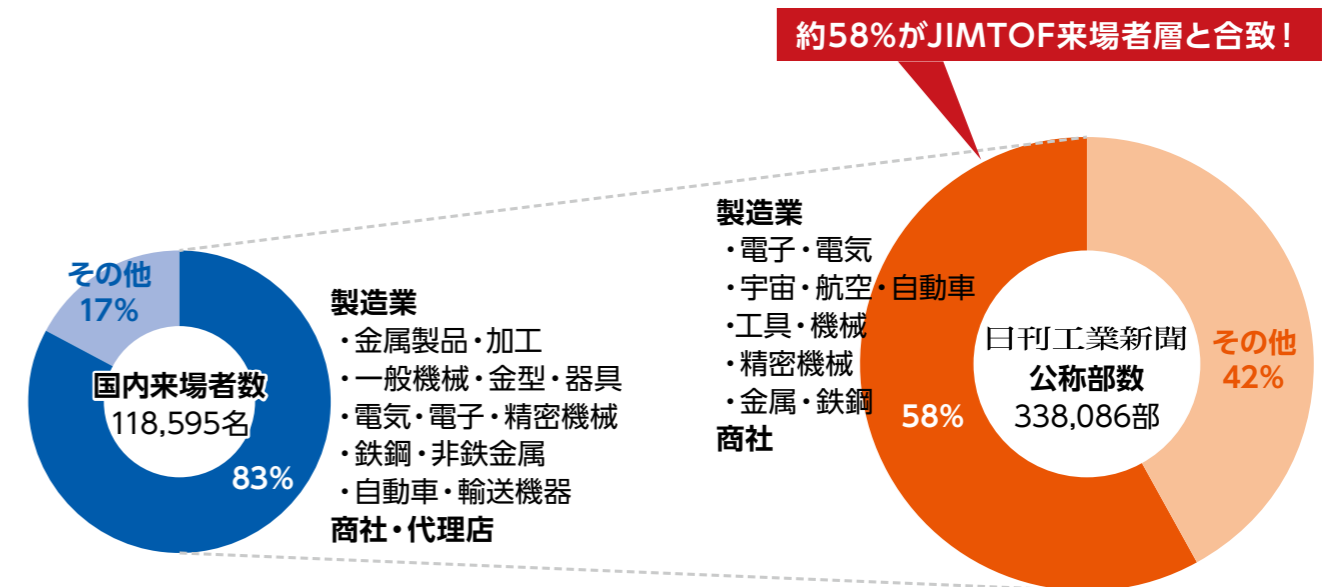 約58%がJIMTOF来場者層と合致！
その他
17%
国内来場者数
118,595名
83%
製造業
・金属製品・加工
・一般機械・金型・器具
・電気・電子・精密機械
・鉄鋼・非鉄金属
・自動車・輸送機器
商社・代理店
製造業
・電子・電気
・宇宙・航空・自動車
・工具・機械
・精密機械
・金属・鉄鋼
商社
58%
日刊工業新聞
公称部数
338,086部
その他
42%